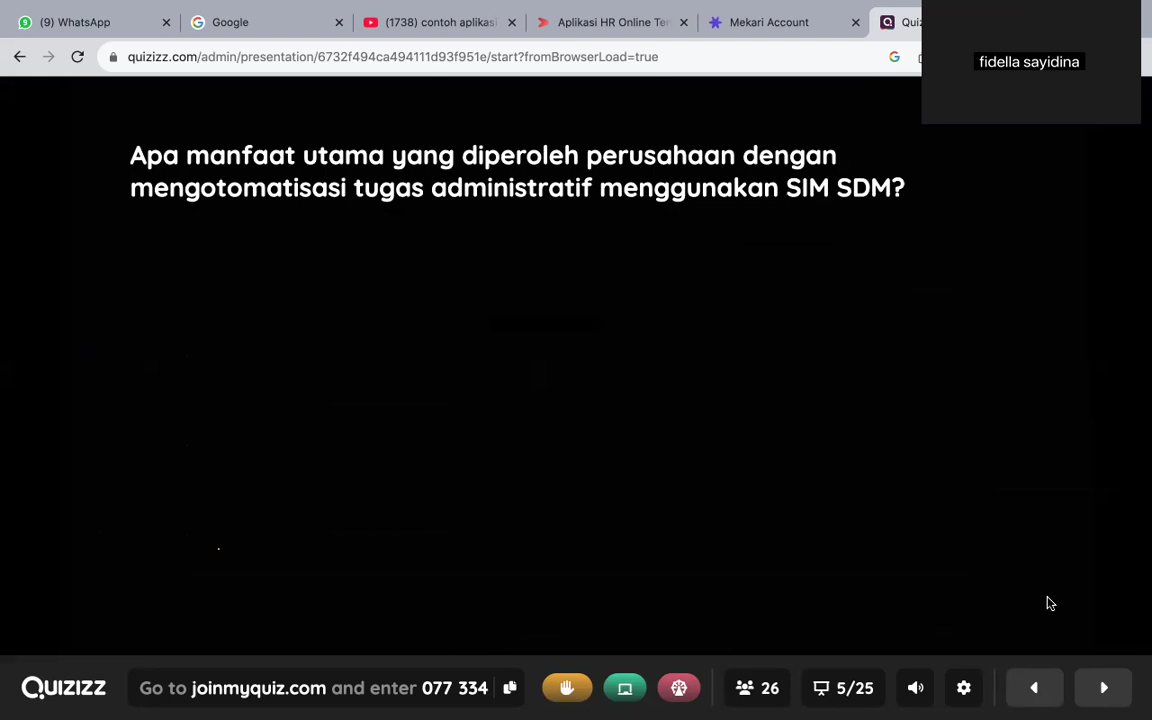 (9) WhatsApp
Google
(1738) contoh aplikasi
Aplikasi HR Online Ter
Mekari Account
Quiz
quizizz.com/admin/presentation/6732f494ca494111d93f951e/start?fromBrowserLoad=true
fidella sayidina
Apa manfaat utama yang diperoleh perusahaan dengan
mengotomatisasi tugas administratif menggunakan SIM SDM?
QUIZIZZ
Go to joinmyquiz.com and enter 077 334
26
5/25